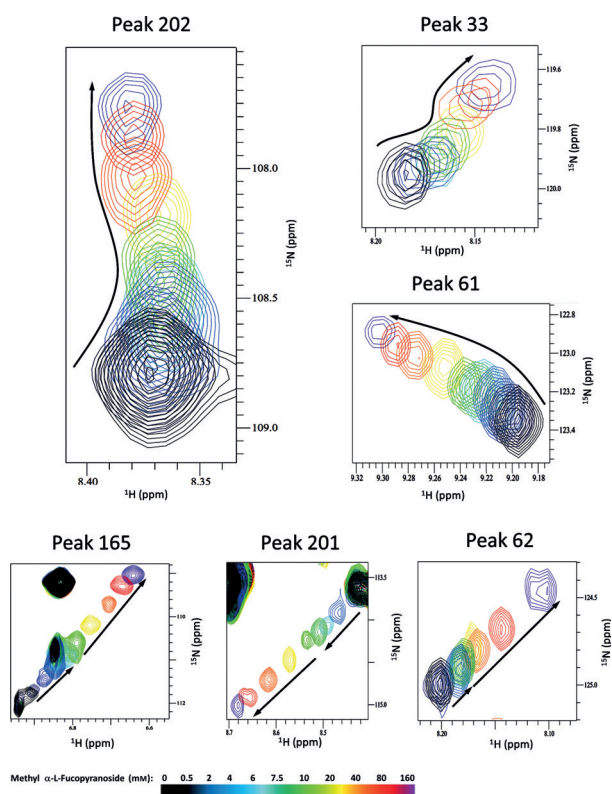 Peak 202
108.0
108.5
109.0
¹⁵N (ppm)
8.40
8.35
¹H (ppm)
Peak 33
119.6
119.8
120.0
¹⁵N (ppm)
8.20
8.15
¹H (ppm)
Peak 61
122.8
123.0
123.2
123.4
¹⁵N (ppm)
9.32
9.30
9.28
9.26
9.24
9.22
9.20
9.18
¹H (ppm)
Peak 165
110
112
¹⁵N (ppm)
6.8
6.6
¹H (ppm)
Peak 201
113.5
115.0
¹⁵N (ppm)
8.7
8.6
8.5
¹H (ppm)
Peak 62
124.5
125.0
¹⁵N (ppm)
8.20
8.10
¹H (ppm)
Methyl α-L-Fucopyranoside (mM): 0 0.5 2 4 6 7.5 10 20 40 80 160